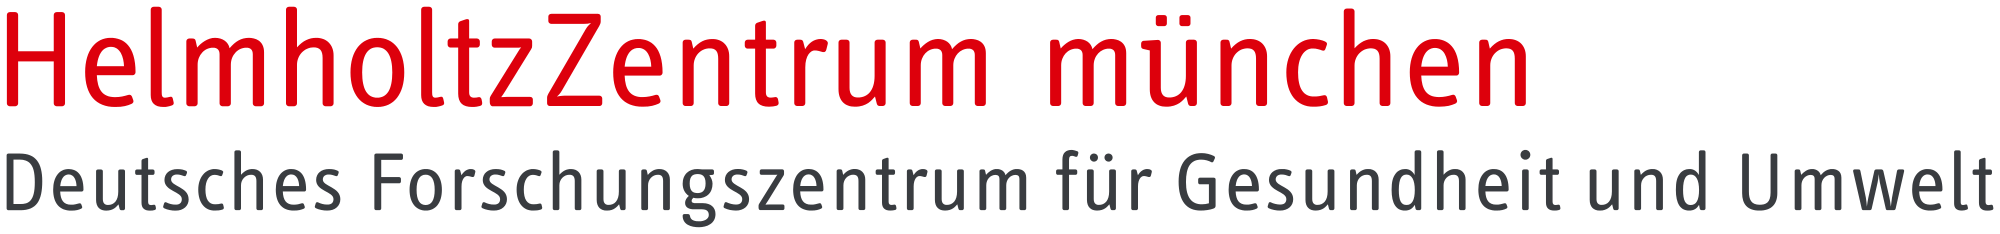 HelmholtzZentrum münchen
Deutsches Forschungszentrum für Gesundheit und Umwelt